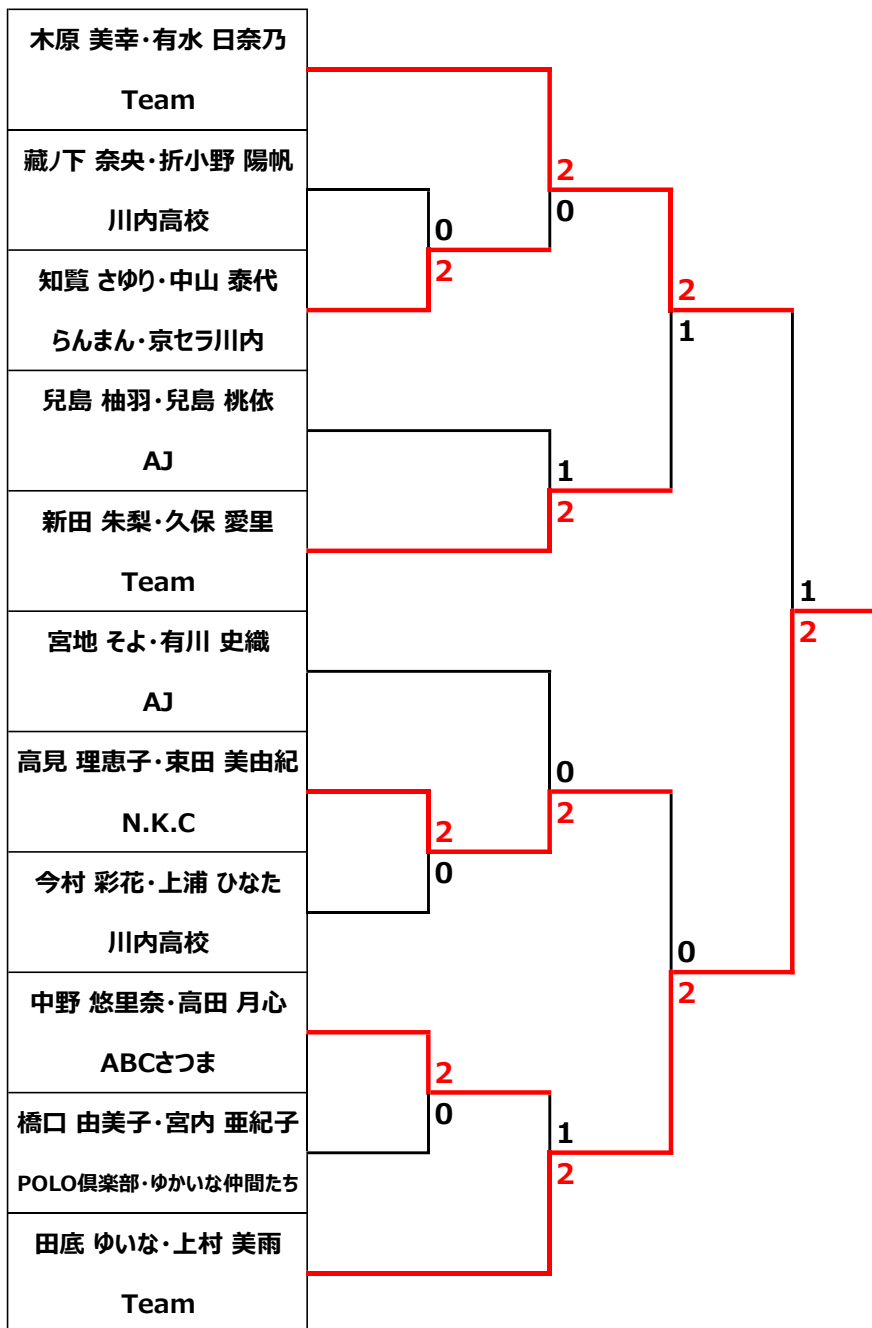 木原 美幸・有水 日奈乃
Team
藏ノ下 奈央・折小野 陽帆
川内高校
知覧 さゆり・中山 泰代
らんまん・京セラ川内
兒島 柚羽・兒島 桃依
AJ
新田 朱梨・久保 愛里
Team
宮地 そよ・有川 史織
AJ
高見 理恵子・束田 美由紀
N.K.C
今村 彩花・上浦 ひなた
川内高校
中野 悠里奈・高田 月心
ABCさつま
橋口 由美子・宮内 亜紀子
POLO倶楽部・ゆかいな仲間たち
田底 ゆいな・上村 美雨
Team
0
2
2
0
2
0
2
0
1
2
0
2
1
2
2
1
0
2
1
2